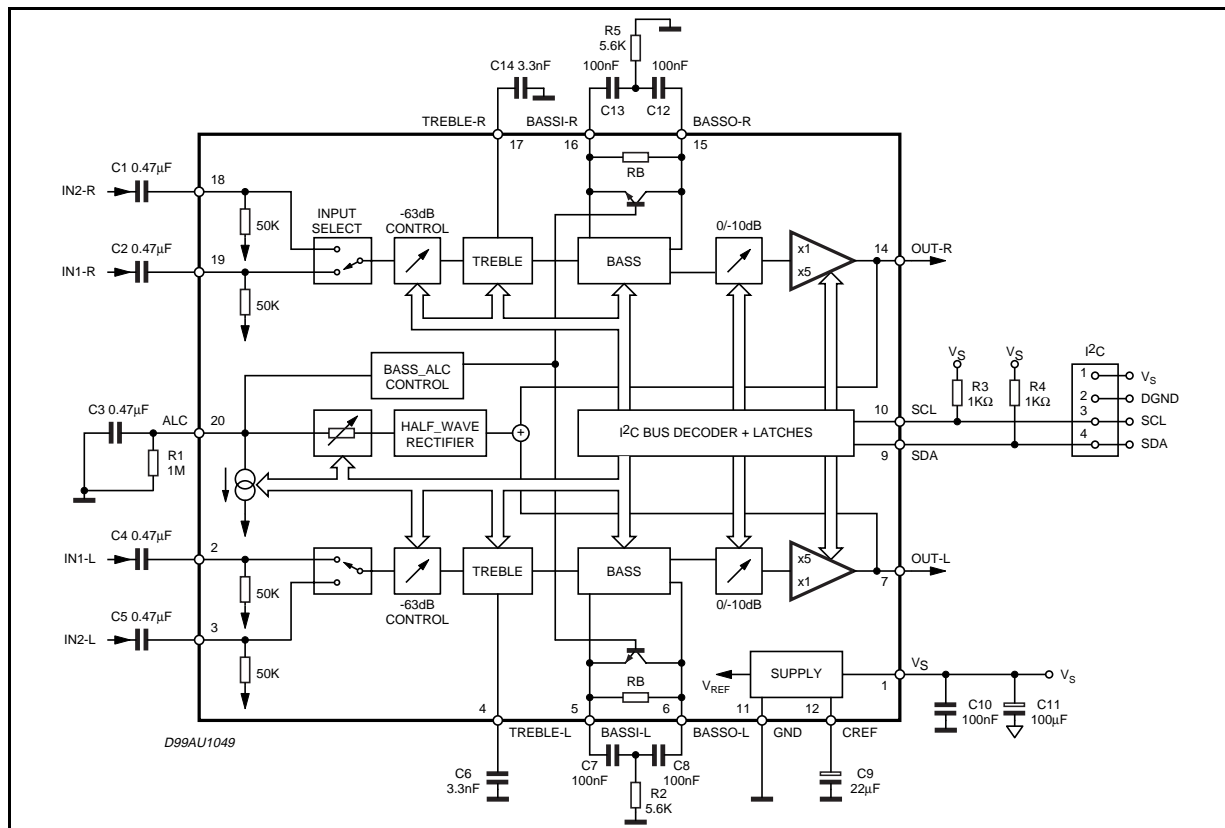 R5
5.6K
C14 3.3nF
100nF
100nF
C13
C12
TREBLE-R
BASSI-R
BASSO-R
17
16
15
C1 0.47µF
IN2-R
18
RB
50K
INPUT
SELECT
-63dB
CONTROL
0/-10dB
C2 0.47µF
IN1-R
19
TREBLE
BASS
x1
x5
14
OUT-R
50K
BASS_ALC
CONTROL
VS
VS
I2C
R3
1KΩ
R4
1KΩ
1
VS
2
DGND
3
SCL
4
SDA
C3 0.47µF
ALC
20
R1
1M
HALF_WAVE
RECTIFIER
+
I2C BUS DECODER + LATCHES
10
SCL
9
SDA
C4 0.47µF
IN1-L
2
50K
TREBLE
BASS
x5
x1
7
OUT-L
-63dB
CONTROL
0/-10dB
C5 0.47µF
IN2-L
3
50K
RB
VREF
SUPPLY
VS
1
VS
C10
100nF
C11
100µF
4
5
6
11
12
D99AU1049
TREBLE-L
BASSI-L
BASSO-L
GND
CREF
C6
3.3nF
C7
100nF
C8
100nF
R2
5.6K
C9
22µF